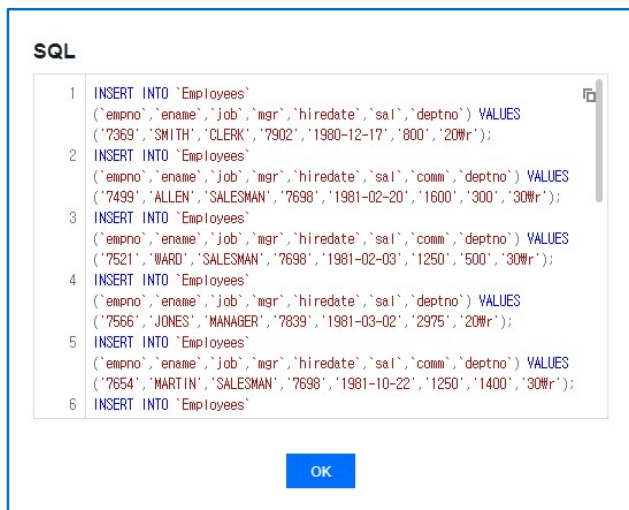 SQL
1 INSERT INTO `Employees`
(`empno`,`ename`,`job`,`mgr`,`hiredate`,`sal`,`deptno`) VALUES
('7369','SMITH','CLERK','7902','1980-12-17','800','20₩r');
2 INSERT INTO `Employees`
(`empno`,`ename`,`job`,`mgr`,`hiredate`,`sal`,`comm`,`deptno`) VALUES
('7499','ALLEN','SALESMAN','7698','1981-02-20','1600','300','30₩r');
3 INSERT INTO `Employees`
(`empno`,`ename`,`job`,`mgr`,`hiredate`,`sal`,`comm`,`deptno`) VALUES
('7521','WARD','SALESMAN','7698','1981-02-03','1250','500','30₩r');
4 INSERT INTO `Employees`
(`empno`,`ename`,`job`,`mgr`,`hiredate`,`sal`,`deptno`) VALUES
('7566','JONES','MANAGER','7839','1981-03-02','2975','20₩r');
5 INSERT INTO `Employees`
(`empno`,`ename`,`job`,`mgr`,`hiredate`,`sal`,`comm`,`deptno`) VALUES
('7654','MARTIN','SALESMAN','7698','1981-10-22','1250','1400','30₩r');
6 INSERT INTO `Employees`
OK